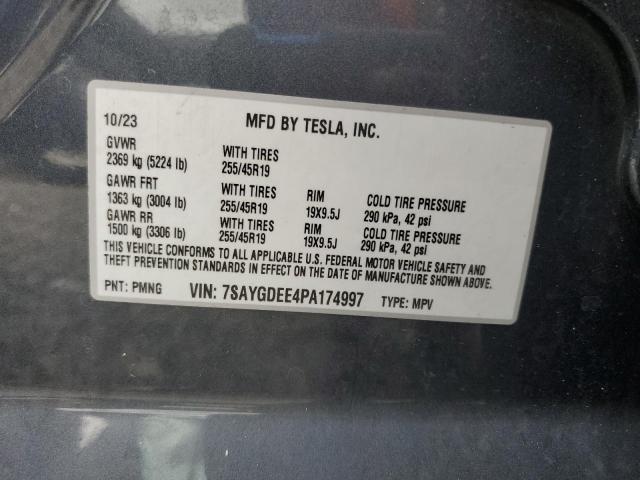 10/23 MFD BY TESLA, INC.
GVWR
2369 kg (5224 lb) WITH TIRES 255/45R19
GAWR FRT
1363 kg (3004 lb) WITH TIRES 255/45R19 RIM 19X9.5J COLD TIRE PRESSURE 290 kPa, 42 psi
GAWR RR
1500 kg (3306 lb) WITH TIRES 255/45R19 RIM 19X9.5J COLD TIRE PRESSURE 290 kPa, 42 psi
THIS VEHICLE CONFORMS TO ALL APPLICABLE U.S. FEDERAL MOTOR VEHICLE SAFETY AND
THEFT PREVENTION STANDARDS IN EFFECT ON THE DATE OF MANUFACTURE SHOWN ABOVE.
PNT: PMNG VIN: 7SAYGDEE4PA174997 TYPE: MPV